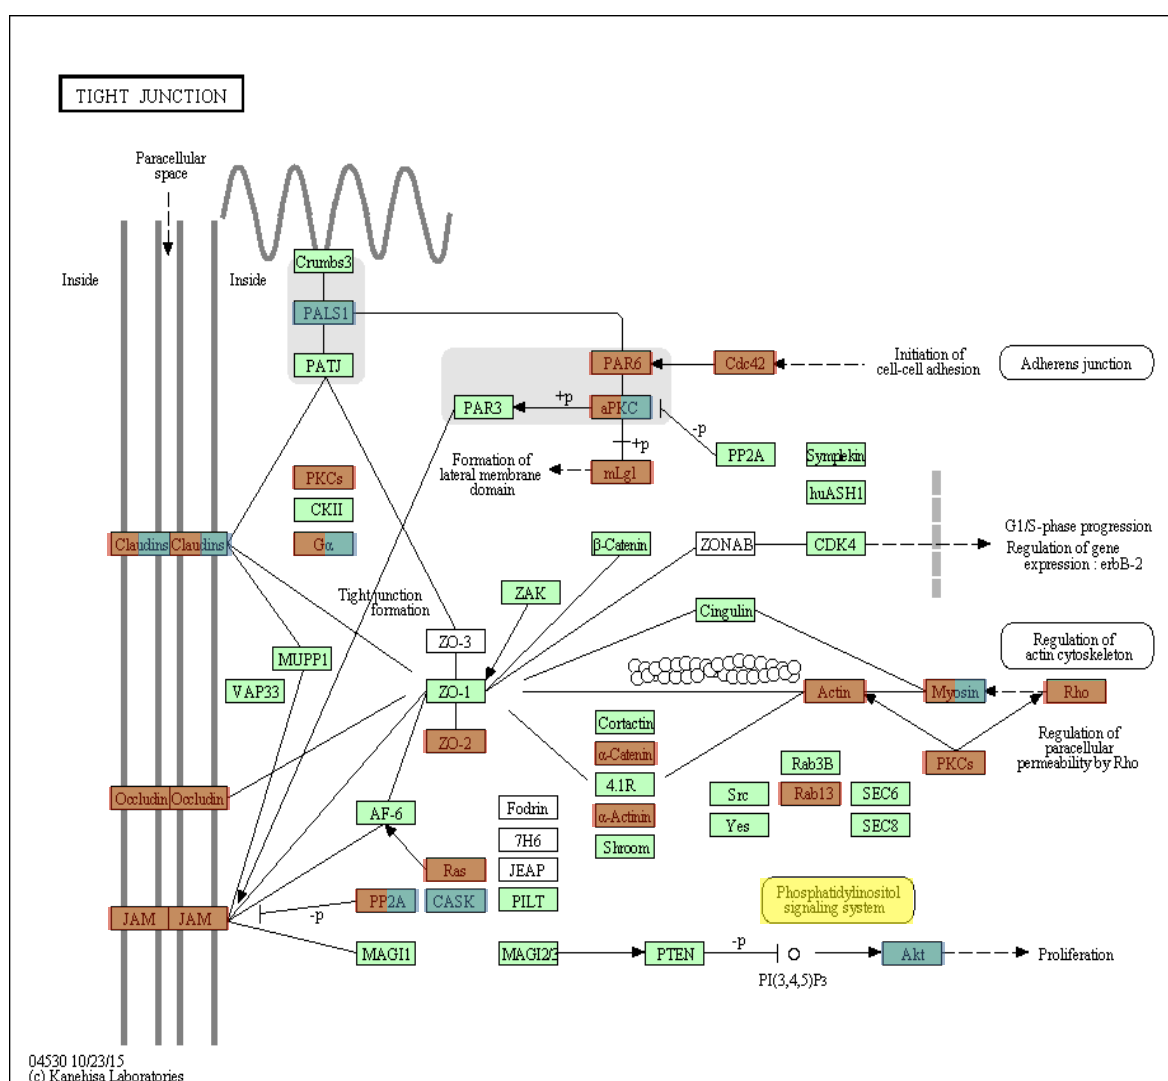 TIGHT JUNCTION
Paracellular
space
Inside
Inside
Crumbs3
PALS1
PATJ
PAR6
Cdc42
Initiation of
cell-cell adhesion
Adherens junction
PAR3
+p
aPKC
-p
+p
PP2A
Symplekin
Formation of
lateral membrane
domain
mLgl
huASH1
PKCs
CKII
Gα
Claudins
Claudins
β-Catenin
ZONAB
CDK4
G1/S-phase progression
Regulation of gene
expression : erbB-2
Tight junction
formation
ZAK
Cingulin
ZO-3
MUPP1
VAP33
ZO-1
ZO-2
Regulation of
actin cytoskeleton
Actin
Myosin
Rho
Cortactin
α-Catenin
4.1R
α-Actinin
Shroom
Rab3B
Rab13
Src
Yes
SEC6
SEC8
PKCs
Regulation of
paracellular
permeability by Rho
Occludin
Occludin
AF-6
Fodrin
7H6
JEAP
PILT
Ras
PP2A
CASK
-p
JAM
JAM
MAGI1
MAGI2/3
PTEN
-p
PI(3,4,5)P3
Phosphatidylinositol
signaling system
Akt
Proliferation
04530 10/23/15
(c) Kanehisa Laboratories